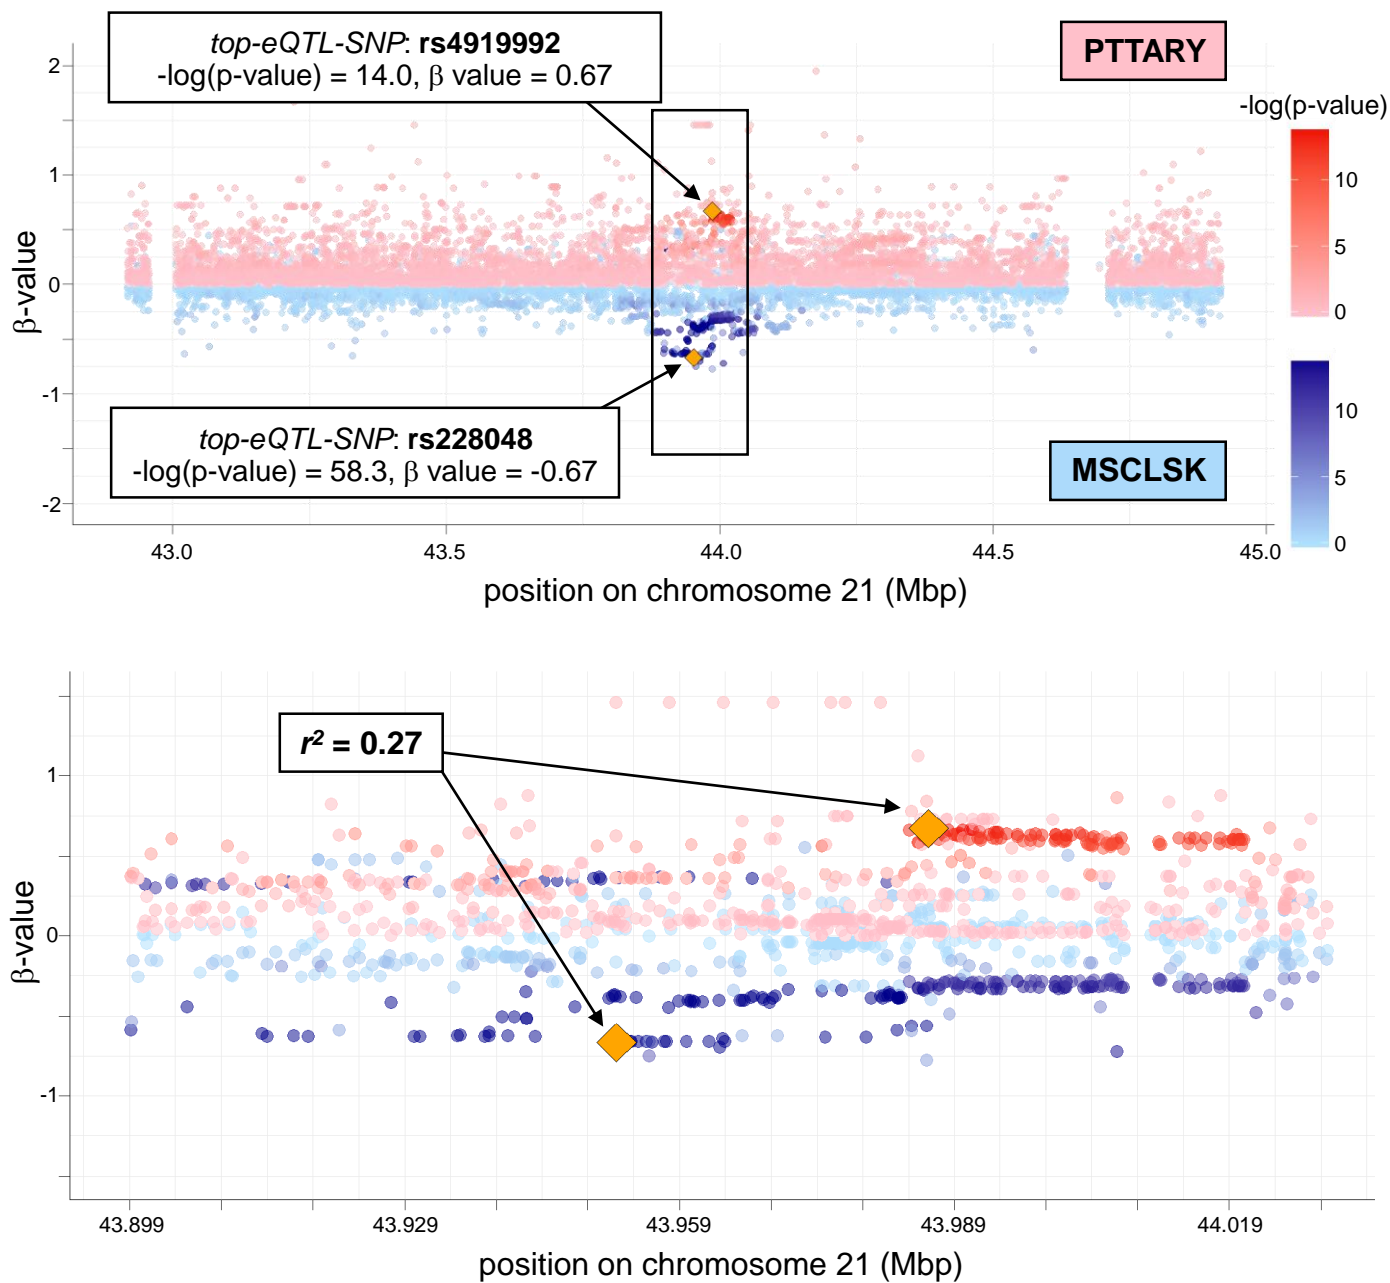 top-eQTL-SNP: rs4919992
-log(p-value) = 14.0, β value = 0.67
PTTARY
-log(p-value)
10
5
0
10
5
0
2
1
0
-1
-2
β-value
top-eQTL-SNP: rs228048
-log(p-value) = 58.3, β value = -0.67
MSCLSK
43.0
43.5
44.0
44.5
45.0
position on chromosome 21 (Mbp)
r² = 0.27
1
0
-1
β-value
43.899
43.929
43.959
43.989
44.019
position on chromosome 21 (Mbp)